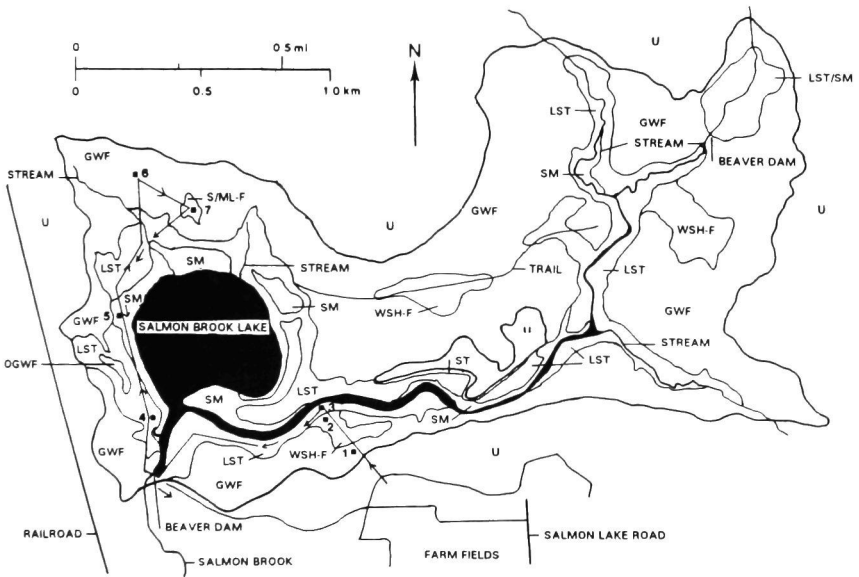 0 0.5 mi
0 0.5 1.0 km
N
U
LST/SM
LST
GWF
STREAM
BEAVER DAM
SM
GWF
6
STREAM
S/ML-F
7
U
U
GWF
WSH-F
U
LST
SM
STREAM
TRAIL
LST
SM
SM
WSH-F
GWF
5
GWF
SALMON BROOK LAKE
U
STREAM
LST
LST
OGWF
ST
SM
LST
4
3
SM
2
GWF
LST
WSH-F
1
U
GWF
BEAVER DAM
RAILROAD
SALMON LAKE ROAD
SALMON BROOK
FARM FIELDS